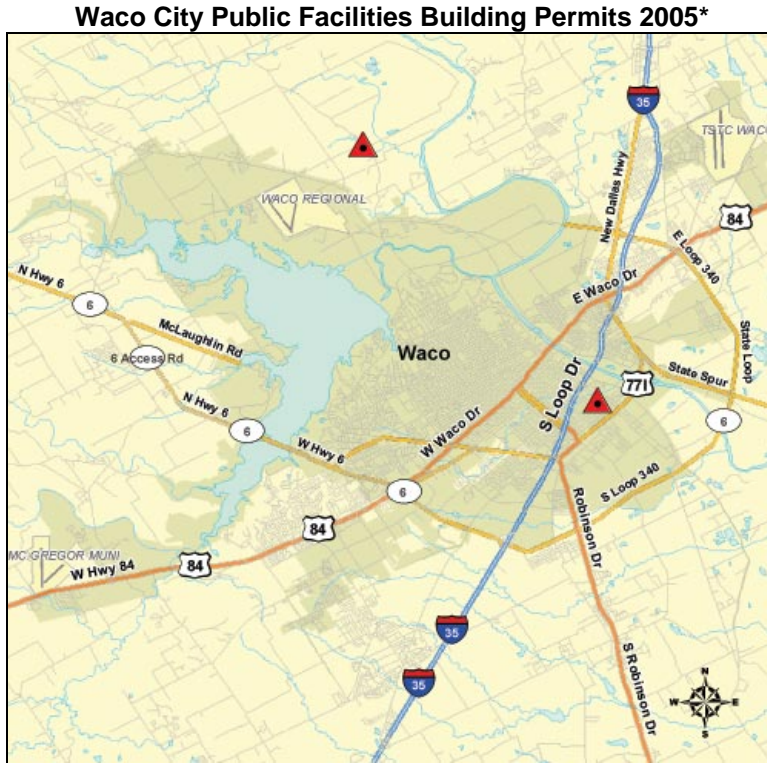 Waco City Public Facilities Building Permits 2005*
35
TSTC WACO
New Dallas Hwy
84
WACO REGIONAL
E Loop 340
N Hwy 6
E Waco Dr
6
McLaughlin Rd
State Loop
6 Access Rd
Waco
S Loop Dr
State Spur
771
N Hwy 6
6
6
W Waco Dr
W Hwy 6
6
S Loop 340
84
Robinson Dr
MC GREGOR MUNI
84
W Hwy 84
35
35
S Robinson Dr
N
W
E
S